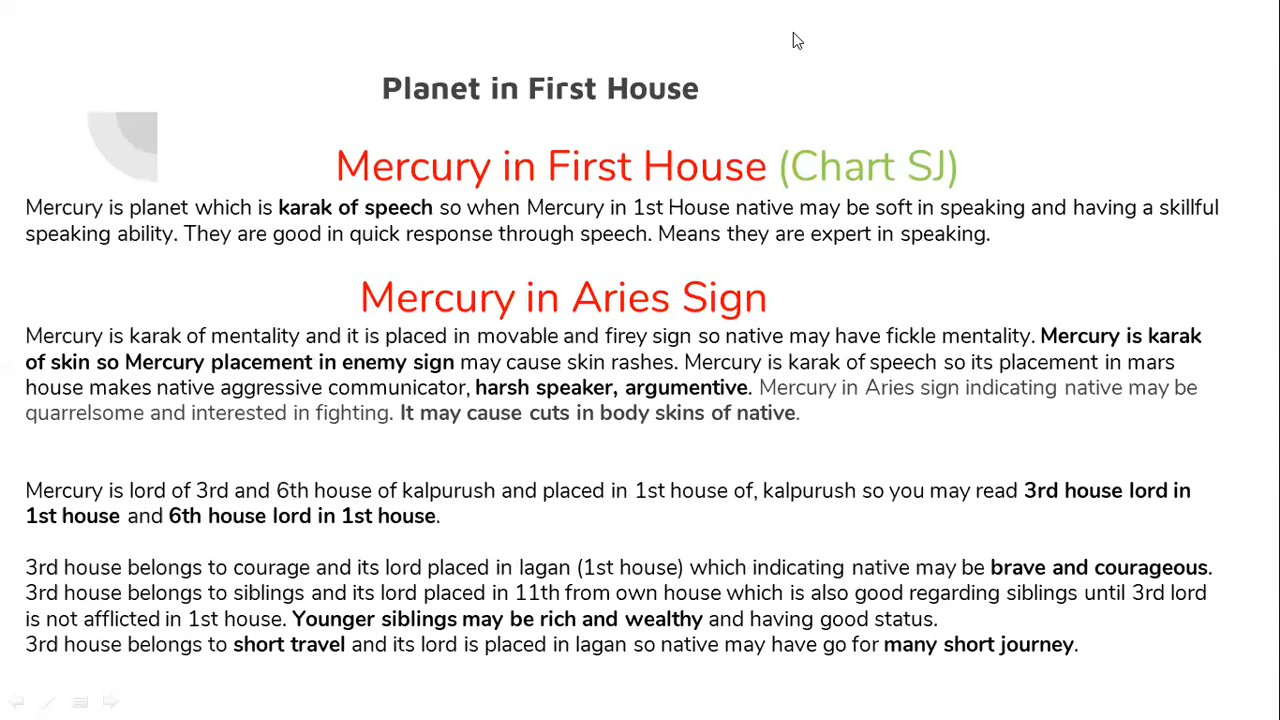 Planet in First House
Mercury in First House (Chart SJ)
Mercury is planet which is karak of speech so when Mercury in 1st House native may be soft in speaking and having a skillful
speaking ability. They are good in quick response through speech. Means they are expert in speaking.
Mercury in Aries Sign
Mercury is karak of mentality and it is placed in movable and firey sign so native may have fickle mentality. Mercury is karak
of skin so Mercury placement in enemy sign may cause skin rashes. Mercury is karak of speech so its placement in mars
house makes native aggressive communicator, harsh speaker, argumentive. Mercury in Aries sign indicating native may be
quarrelsome and interested in fighting. It may cause cuts in body skins of native.
Mercury is lord of 3rd and 6th house of kalpurush and placed in 1st house of, kalpurush so you may read 3rd house lord in
1st house and 6th house lord in 1st house.
3rd house belongs to courage and its lord placed in lagan (1st house) which indicating native may be brave and courageous.
3rd house belongs to siblings and its lord placed in 11th from own house which is also good regarding siblings until 3rd lord
is not afflicted in 1st house. Younger siblings may be rich and wealthy and having good status.
3rd house belongs to short travel and its lord is placed in lagan so native may have go for many short journey.